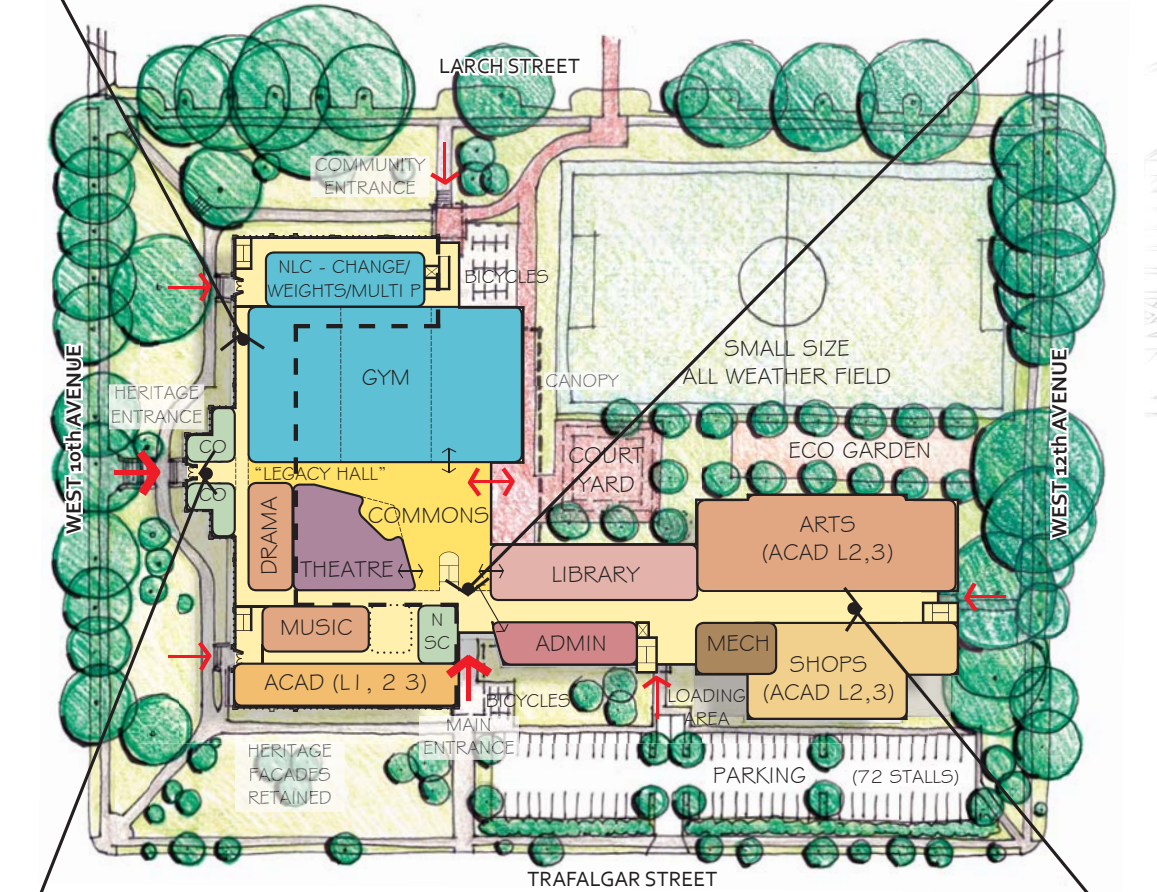 LARCH STREET
COMMUNITY
ENTRANCE
NLC - CHANGE/
WEIGHTS/MULTI P
BICYCLES
GYM
CANOPY
SMALL SIZE
ALL WEATHER FIELD
WEST 10th AVENUE
WEST 12th AVENUE
HERITAGE
ENTRANCE
CO
CO
"LEGACY HALL"
COURT
YARD
ECO GARDEN
DRAMA
THEATRE
COMMONS
LIBRARY
ARTS
(ACAD L2,3)
MUSIC
N
SC
ADMIN
MECH
SHOPS
(ACAD L2,3)
ACAD (L1, 2 3)
BICYCLES
LOADING
AREA
MAIN
ENTRANCE
HERITAGE
FACADES
RETAINED
PARKING (72 STALLS)
TRAFALGAR STREET